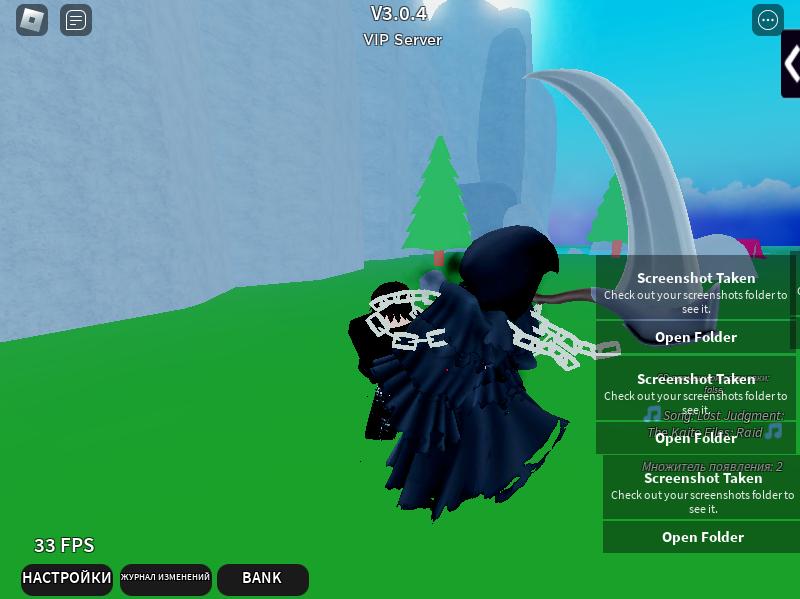 V3.0.4
VIP Server
Screenshot Taken
Check out your screenshots folder to
see it.
Open Folder
Screenshot Taken
false
Check out your screenshots folder to
see it.
Song: Lost Judgment:
The Kaito Files: Raid
Open Folder
Множитель появления: 2
Screenshot Taken
Check out your screenshots folder to
see it.
Open Folder
33 FPS
НАСТРОЙКИ
ЖУРНАЛ ИЗМЕНЕНИЙ
BANK